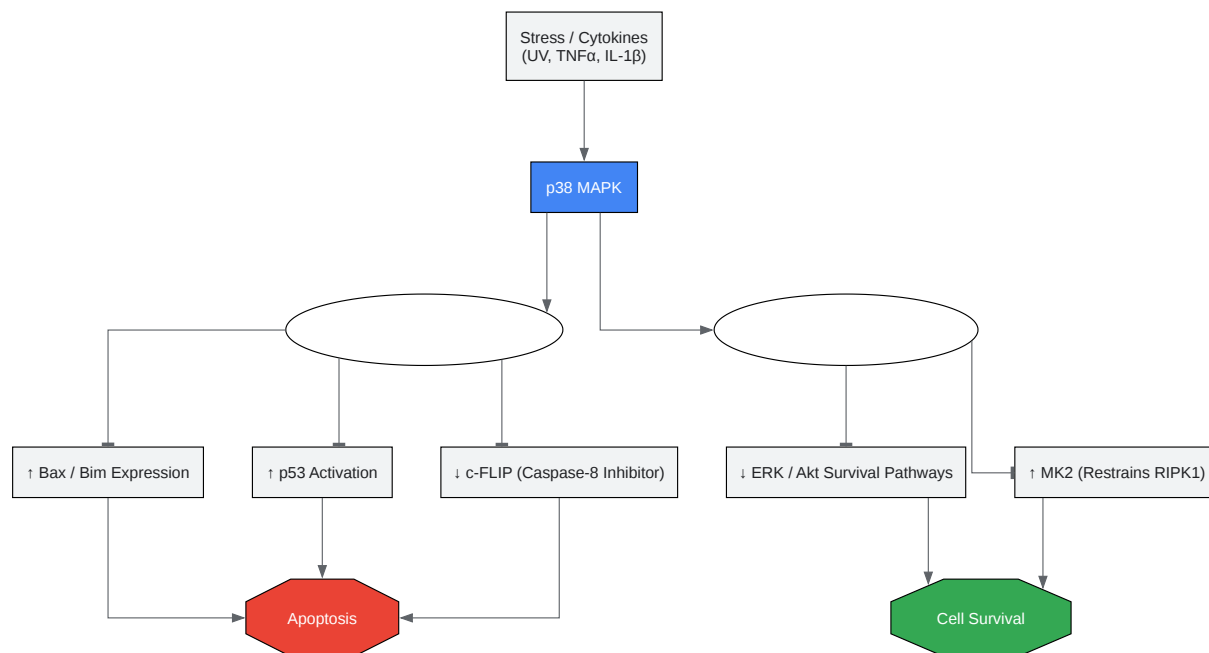 Stress / Cytokines
(UV, TNFα, IL-1β)
p38 MAPK
↑ Bax / Bim Expression
↑ p53 Activation
↓ c-FLIP (Caspase-8 Inhibitor)
↓ ERK / Akt Survival Pathways
↑ MK2 (Restrains RIPK1)
Apoptosis
Cell Survival